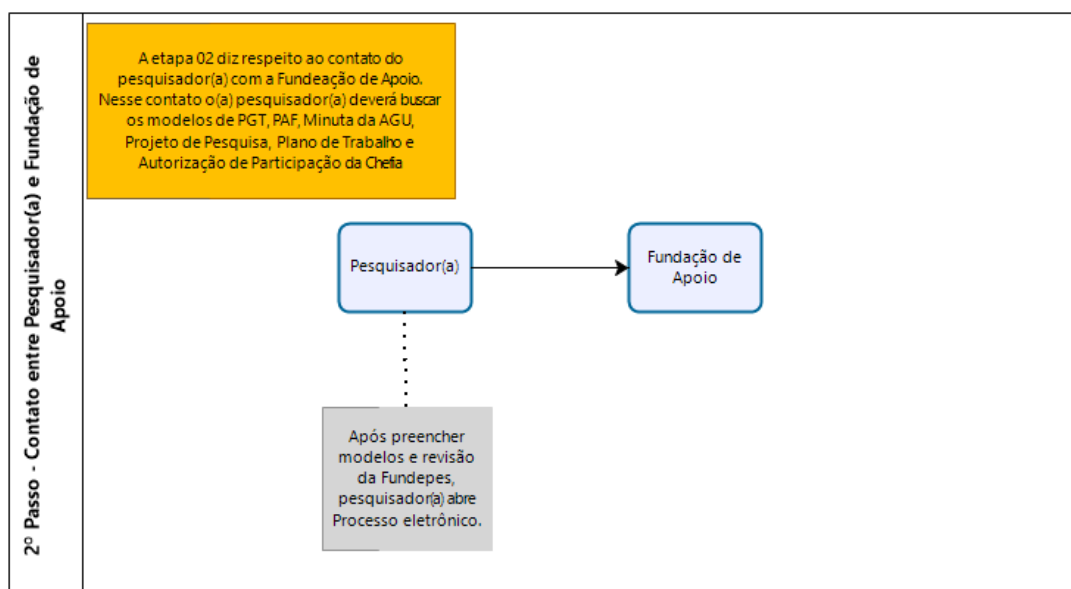 2º Passo - Contato entre Pesquisador(a) e Fundação de
Apoio
A etapa 02 diz respeito ao contato do
pesquisador(a) com a Fundeação de Apoio.
Nesse contato o(a) pesquisador(a) deverá buscar
os modelos de PGT, PAF, Minuta da AGU,
Projeto de Pesquisa, Plano de Trabalho e
Autorização de Participação da Chefia
Pesquisador(a)
Fundação de
Apoio
Após preencher
modelos e revisão
da Fundepes,
pesquisador(a) abre
Processo eletrônico.